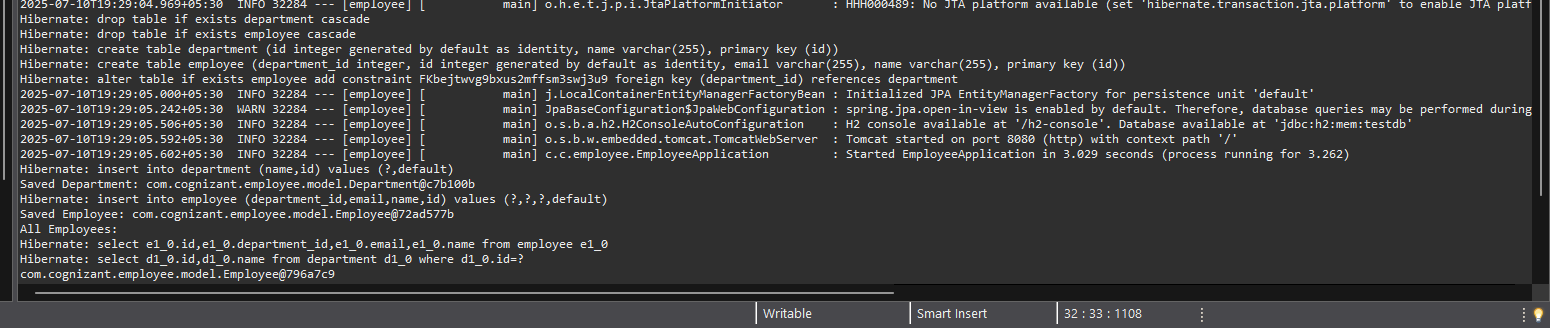 2025-07-10T19:29:04.969+05:30  INFO 32284 --- [employee] [           main] o.h.e.t.j.p.i.JtaPlatformInitiator       : HHH000489: No JTA platform available (set 'hibernate.transaction.jta.platform' to enable JTA platf
Hibernate: drop table if exists department cascade
Hibernate: drop table if exists employee cascade
Hibernate: create table department (id integer generated by default as identity, name varchar(255), primary key (id))
Hibernate: create table employee (department_id integer, id integer generated by default as identity, email varchar(255), name varchar(255), primary key (id))
Hibernate: alter table if exists employee add constraint FKbejtwvg9bxus2mffsm3swj3u9 foreign key (department_id) references department
2025-07-10T19:29:05.000+05:30  INFO 32284 --- [employee] [           main] j.LocalContainerEntityManagerFactoryBean : Initialized JPA EntityManagerFactory for persistence unit 'default'
2025-07-10T19:29:05.242+05:30  WARN 32284 --- [employee] [           main] JpaBaseConfiguration$JpaWebConfiguration : spring.jpa.open-in-view is enabled by default. Therefore, database queries may be performed during
2025-07-10T19:29:05.506+05:30  INFO 32284 --- [employee] [           main] o.s.b.a.h2.H2ConsoleAutoConfiguration    : H2 console available at '/h2-console'. Database available at 'jdbc:h2:mem:testdb'
2025-07-10T19:29:05.592+05:30  INFO 32284 --- [employee] [           main] o.s.b.w.embedded.tomcat.TomcatWebServer  : Tomcat started on port 8080 (http) with context path '/'
2025-07-10T19:29:05.602+05:30  INFO 32284 --- [employee] [           main] c.c.employee.EmployeeApplication         : Started EmployeeApplication in 3.029 seconds (process running for 3.262)
Hibernate: insert into department (name,id) values (?,default)
Saved Department: com.cognizant.employee.model.Department@c7b100b
Hibernate: insert into employee (department_id,email,name,id) values (?,?,?,default)
Saved Employee: com.cognizant.employee.model.Employee@72ad577b
All Employees:
Hibernate: select e1_0.id,e1_0.department_id,e1_0.email,e1_0.name from employee e1_0
Hibernate: select d1_0.id,d1_0.name from department d1_0 where d1_0.id=?
com.cognizant.employee.model.Employee@796a7c9
Writable Smart Insert 32 : 33 : 1108